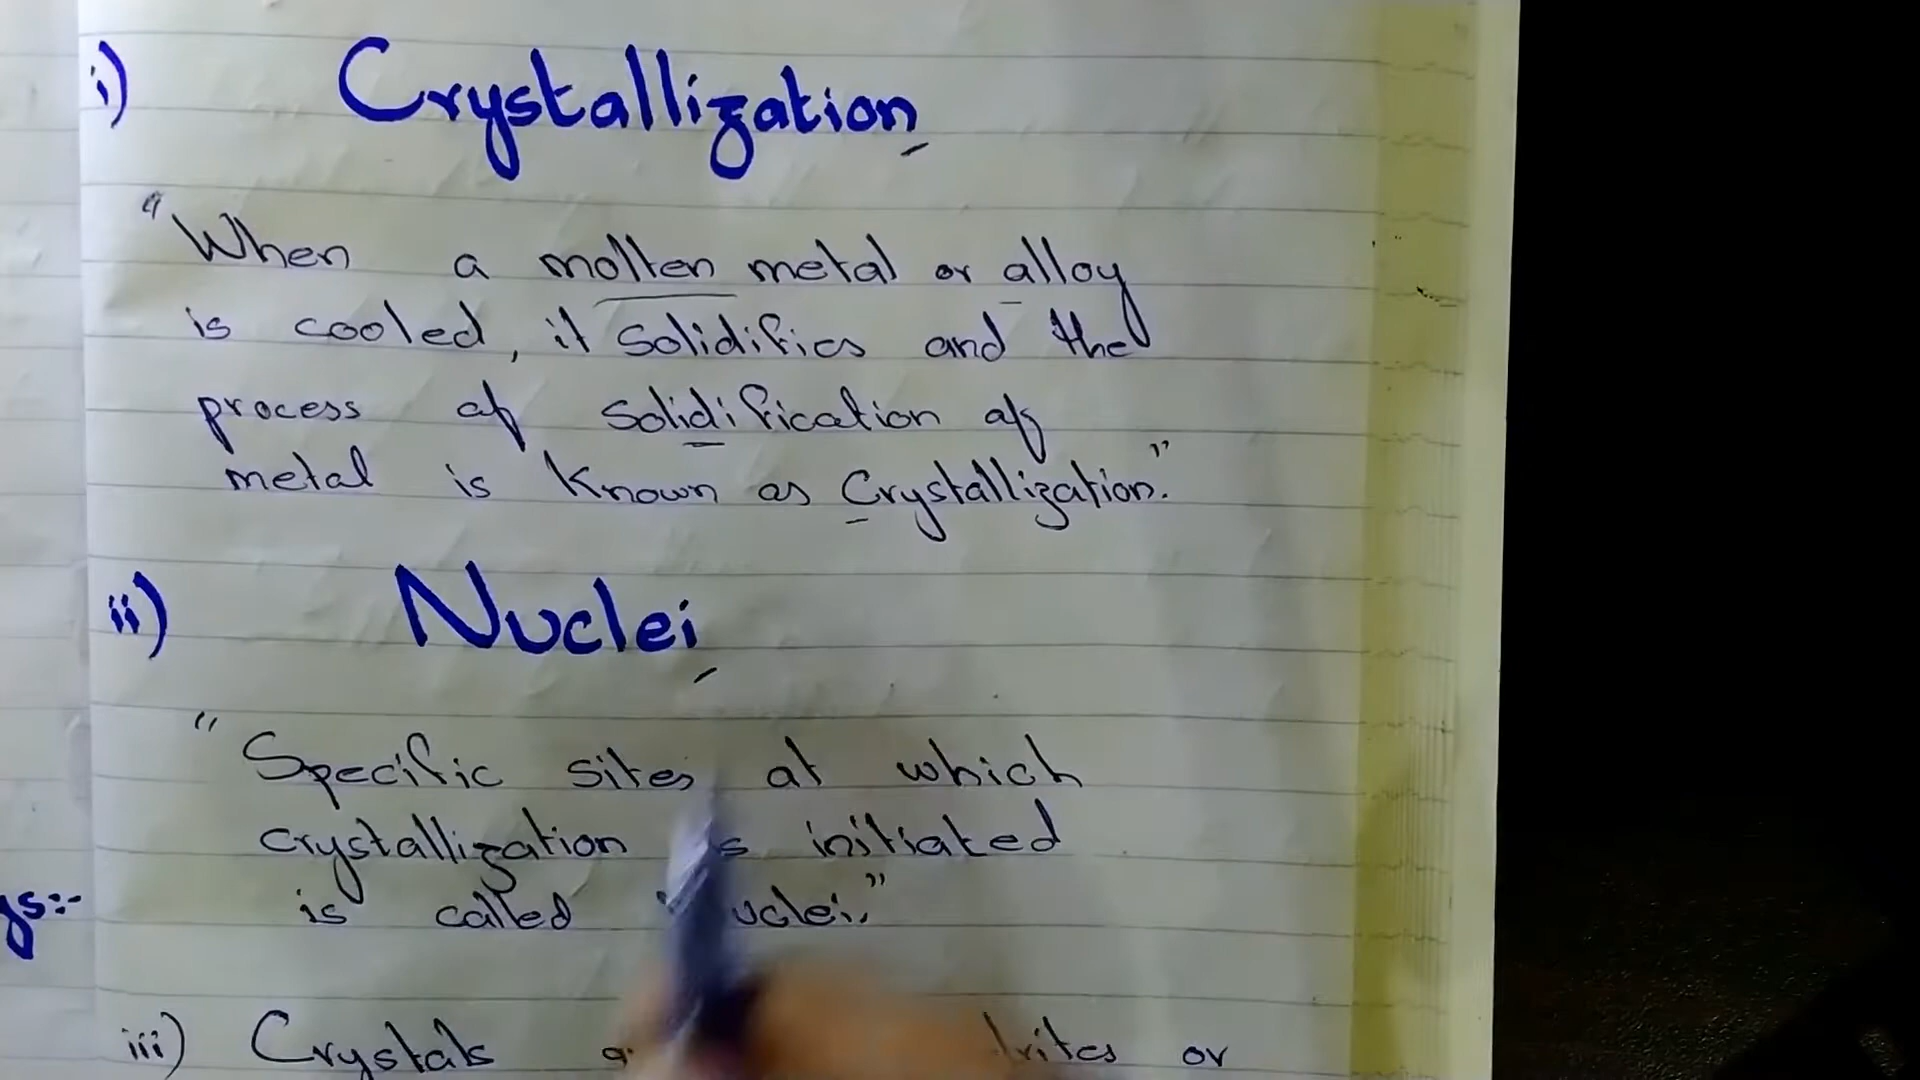 i) Crystallization
"When a molten metal or alloy
is cooled, it solidifies and the
process of solidification of
metal is known as Crystallization."
ii) Nuclei
"Specific sites at which
crystallization is initiated
is called Nuclei."
gs:-
iii) Crystals or